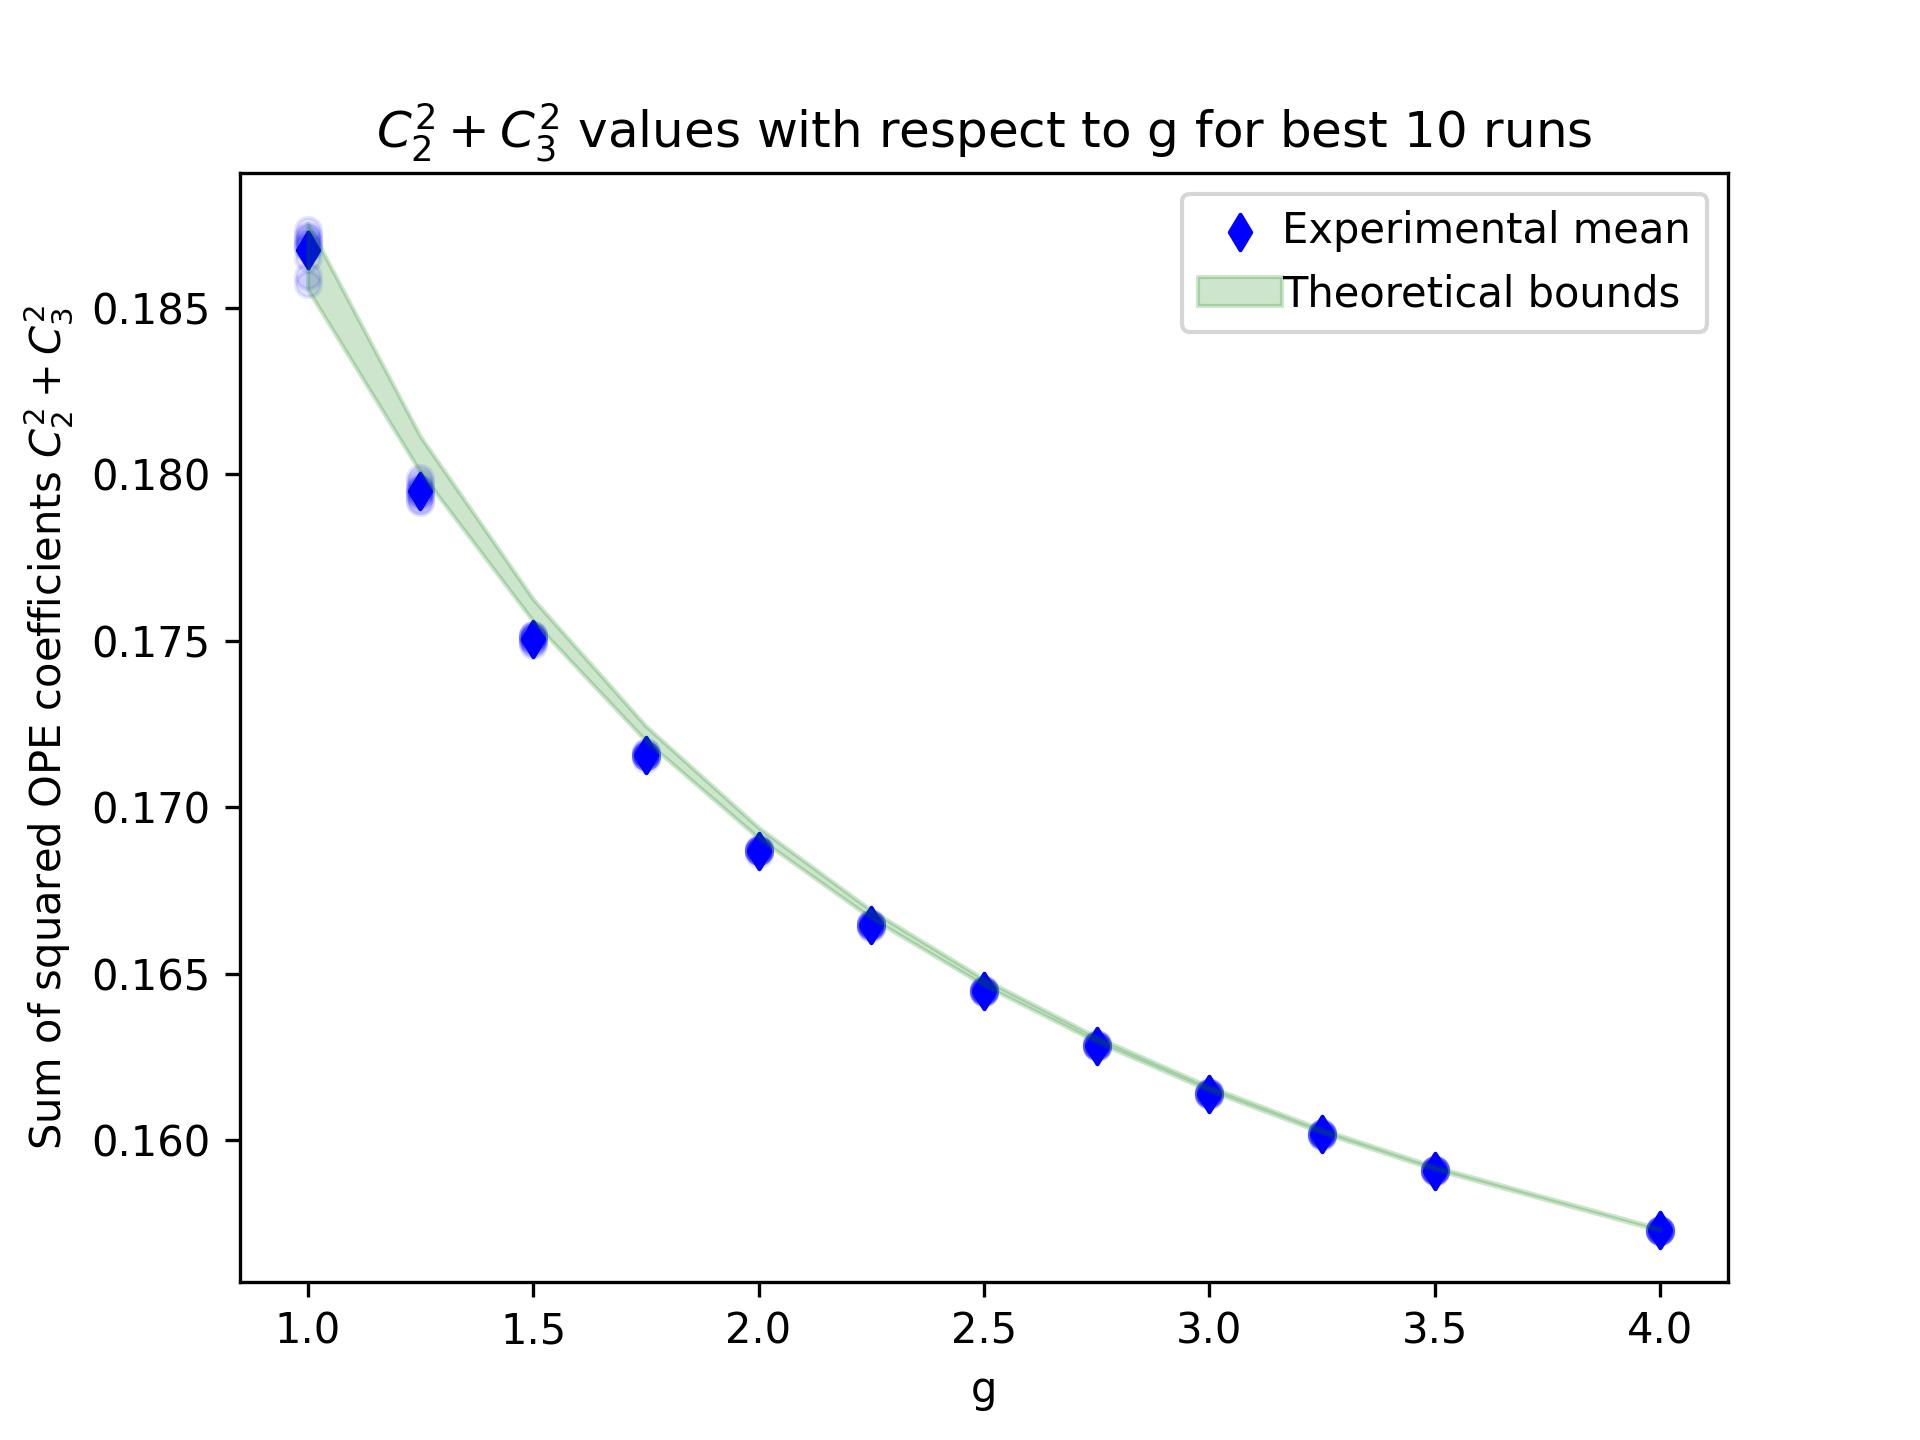 $C_2^2 + C_3^2$ values with respect to g for best 10 runs
Experimental mean
Theoretical bounds
Sum of squared OPE coefficients $C_2^2 + C_3^2$
0.185
0.180
0.175
0.170
0.165
0.160
1.0 1.5 2.0 2.5 3.0 3.5 4.0
g